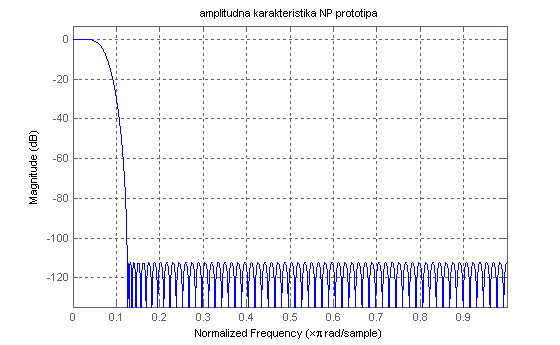 amplitudna karakteristika NP prototipa
Magnitude (dB)
0
-20
-40
-60
-80
-100
-120
0 0.1 0.2 0.3 0.4 0.5 0.6 0.7 0.8 0.9
Normalized Frequency (×π rad/sample)